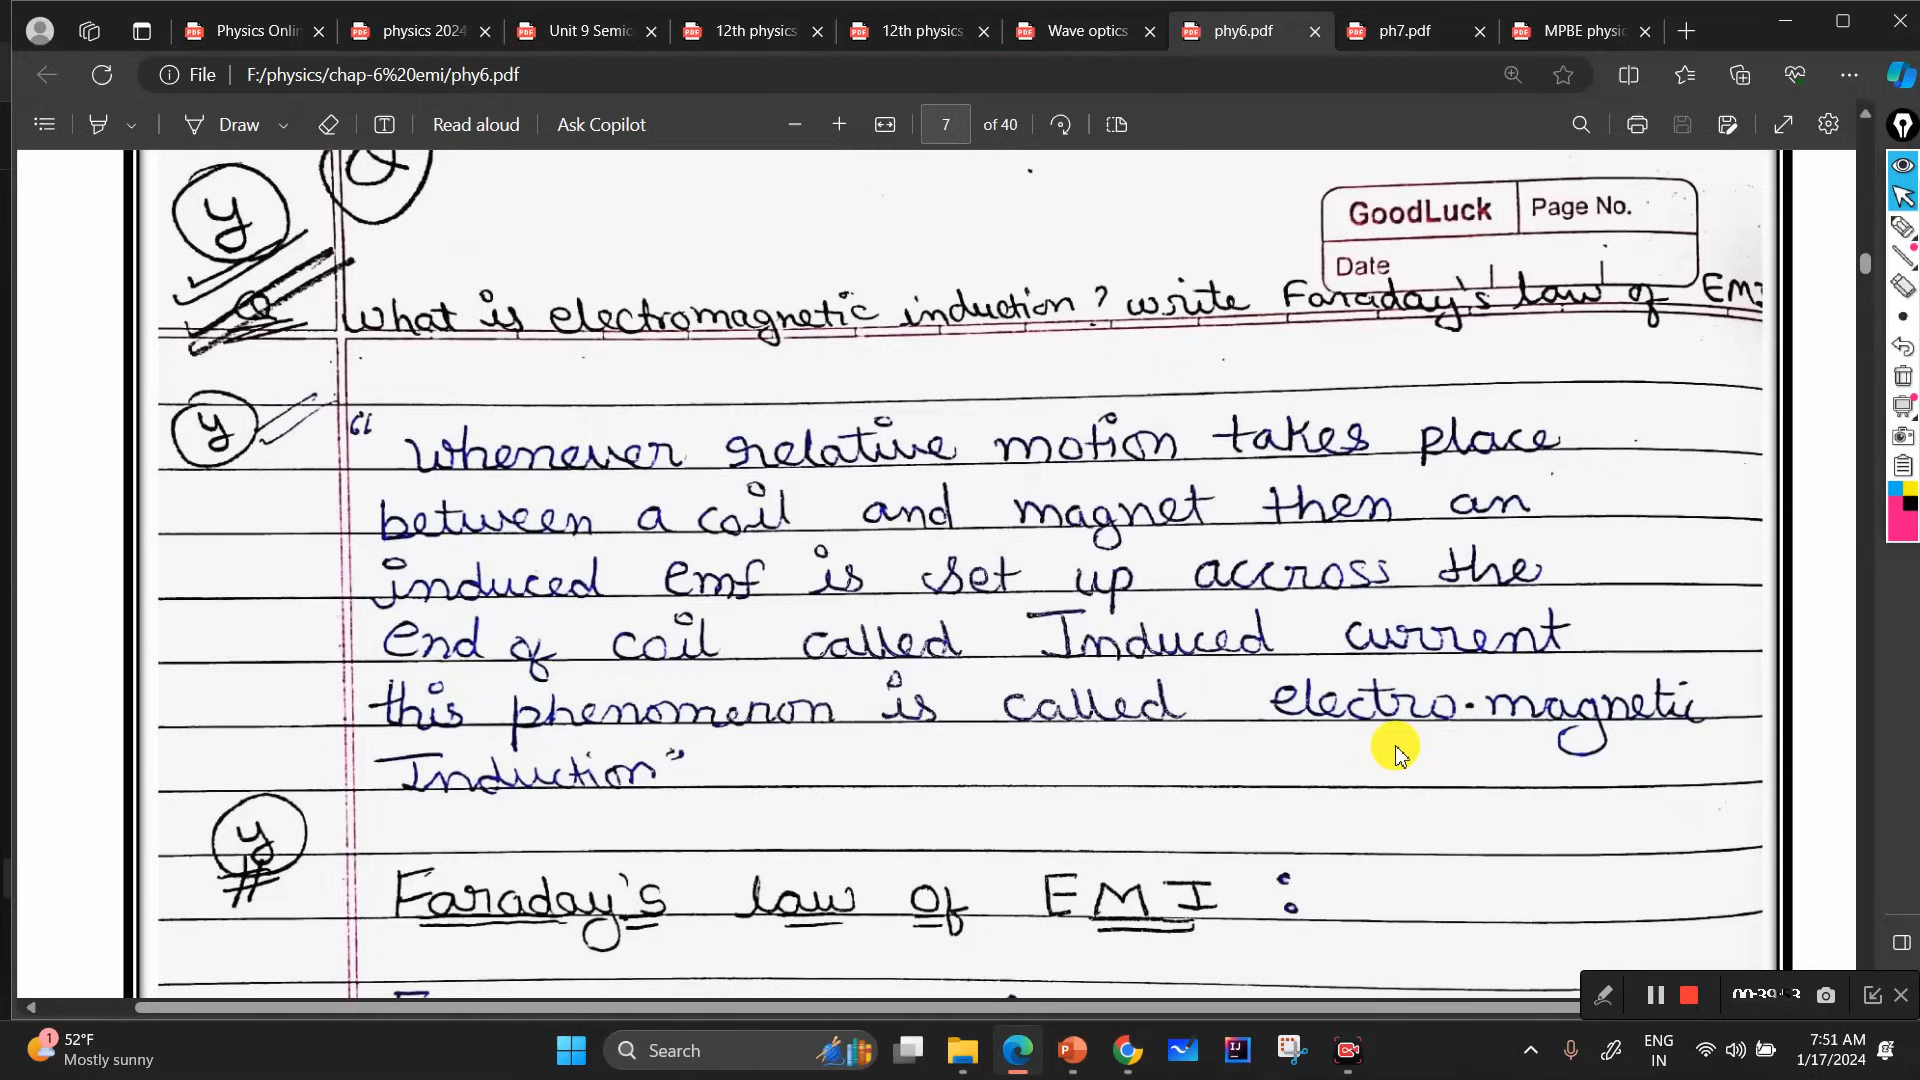 Physics Onlin
physics 2024
Unit 9 Semic
12th physics
12th physics
Wave optics
phy6.pdf
ph7.pdf
MPBE physic
File F:/physics/chap-6%20emi/phy6.pdf
Draw Read aloud Ask Copilot 7 of 40
y
GoodLuck Page No.
Date
Q What is electromagnetic induction? write Faraday's law of EMI
y " Whenever relative motion takes place
between a coil and magnet then an
induced emf is set up accross the
end of coil called Induced current
this phenomenon is called electro-magnetic
Induction"
y
# Faraday's law of EMI :
52°F
Mostly sunny
Search
ENG
IN
7:51 AM
1/17/2024